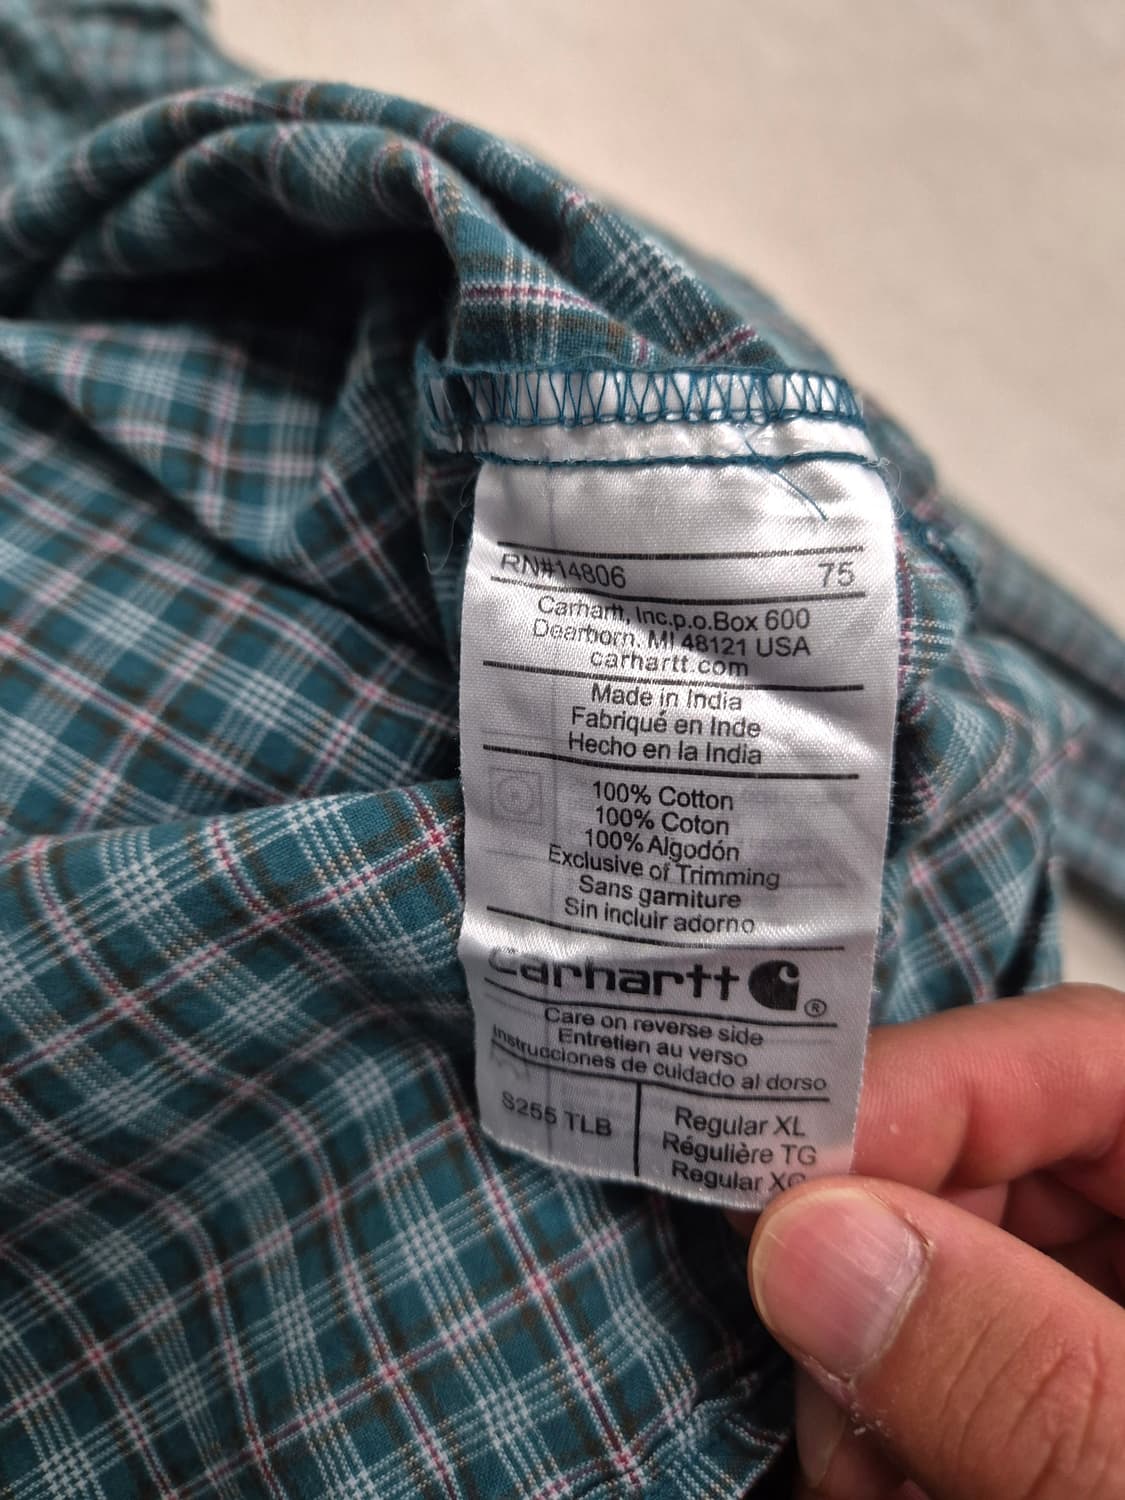 RN#14806 75
Carhartt, Inc.p.o.Box 600
Dearborn, MI 48121 USA
carhartt.com
Made in India
Fabriqué en Inde
Hecho en la India
100% Cotton
100% Coton
100% Algodón
Exclusive of Trimming
Sans garniture
Sin incluir adorno
Carhartt ®
Care on reverse side
Entretien au verso
Instrucciones de cuidado al dorso
S255 TLB
Regular XL
Régulière TG
Regular